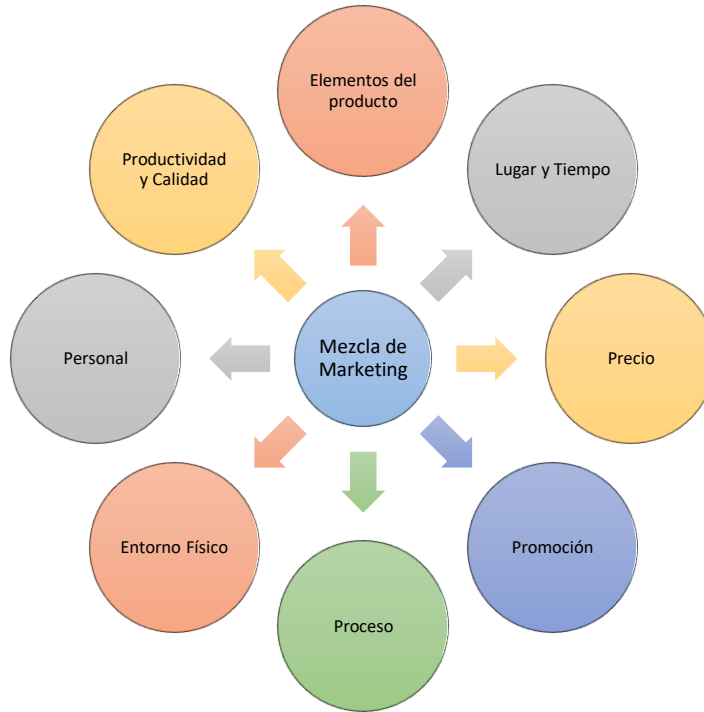 Elementos del
producto
Lugar y Tiempo
Precio
Promoción
Proceso
Entorno Físico
Personal
Productividad
y Calidad
Mezcla de
Marketing